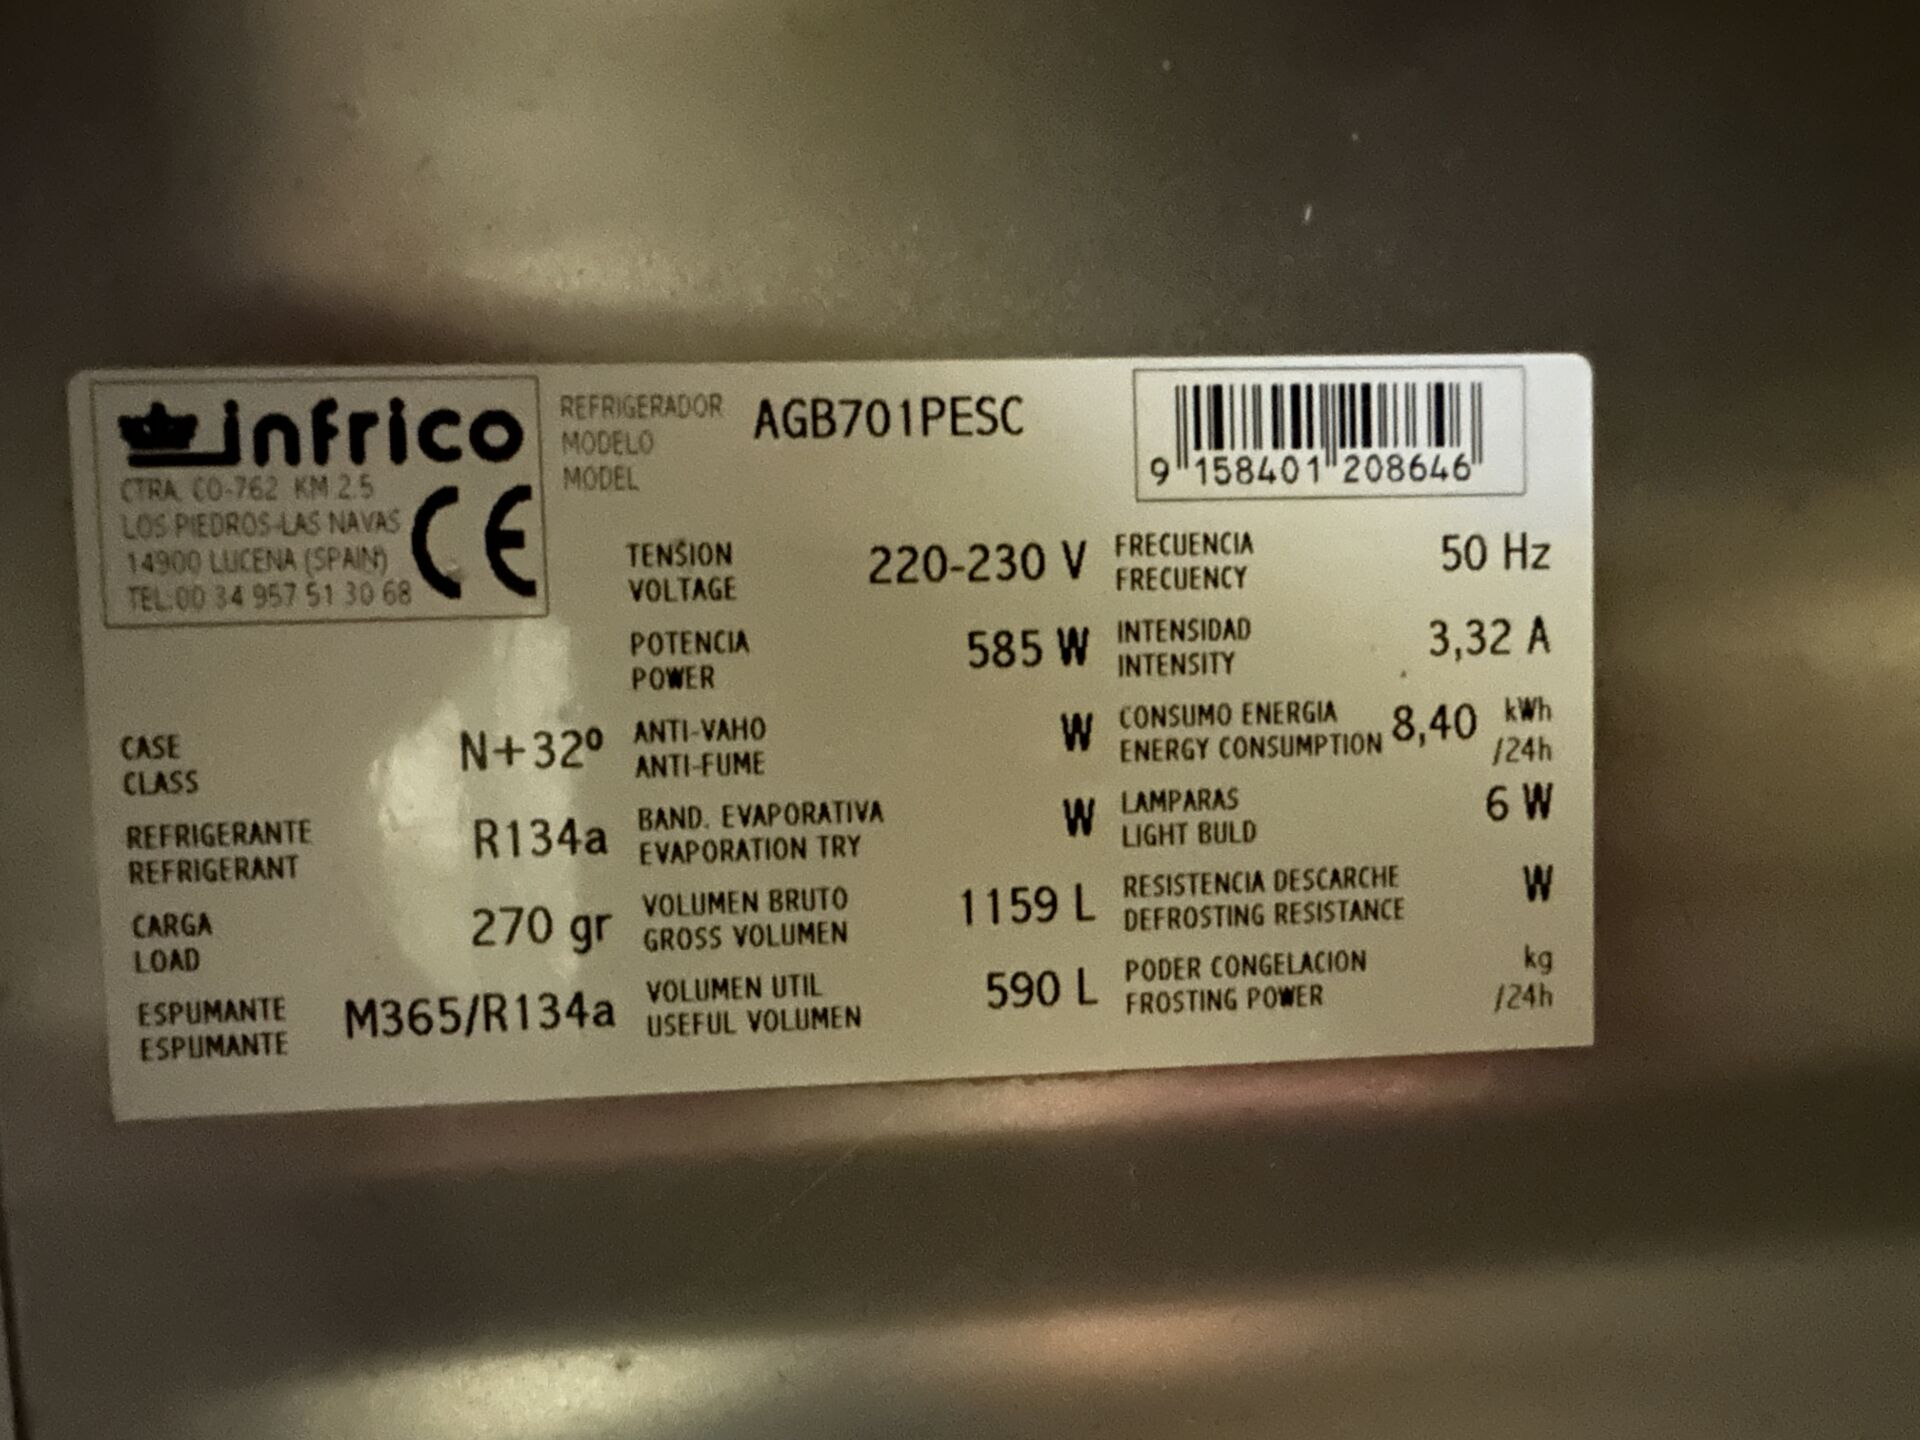 infrico
CTRA. CO-762 KM 2.5
LOS PIEDROS-LAS NAVAS
14900 LUCENA (SPAIN)
TEL:00 34 957 51 30 68
CE
REFRIGERADOR
MODELO
MODEL
AGB701PESC
9 158401 208646
TENSION
VOLTAGE
220-230 V
FRECUENCIA
FRECUENCY
50 Hz
POTENCIA
POWER
585 W
INTENSIDAD
INTENSITY
3,32 A
CASE
CLASS
N+32º
ANTI-VAHO
ANTI-FUME
W
CONSUMO ENERGIA
ENERGY CONSUMPTION
8,40 kWh
/24h
REFRIGERANTE
REFRIGERANT
R134a
BAND. EVAPORATIVA
EVAPORATION TRY
W
LAMPARAS
LIGHT BULD
6 W
CARGA
LOAD
270 gr
VOLUMEN BRUTO
GROSS VOLUMEN
1159 L
RESISTENCIA DESCARCHE
DEFROSTING RESISTANCE
W
ESPUMANTE
ESPUMANTE
M365/R134a
VOLUMEN UTIL
USEFUL VOLUMEN
590 L
PODER CONGELACION
FROSTING POWER
kg
/24h